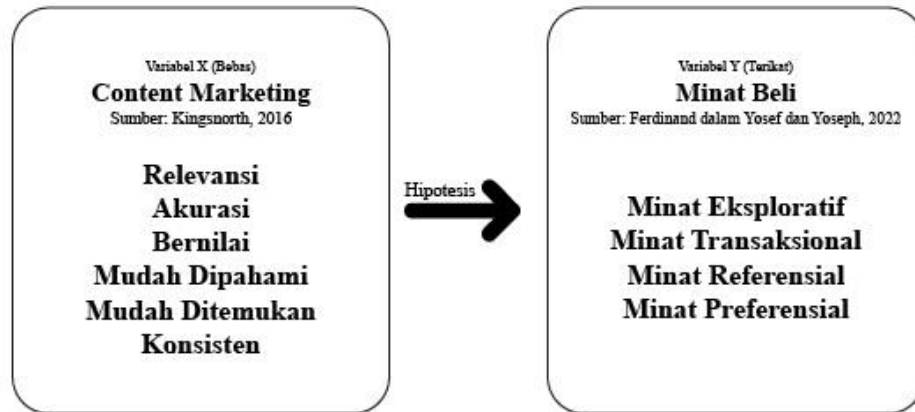 Variabel X (Bebas)
Content Marketing
Sumber: Kingsnorth, 2016
Relevansi
Akurasi
Bernilai
Mudah Dipahami
Mudah Ditemukan
Konsisten
Hipotesis
Variabel Y (Terikat)
Minat Beli
Sumber: Ferdinand dalam Yosef dan Yoseph, 2022
Minat Eksploratif
Minat Transaksional
Minat Referensial
Minat Preferensial